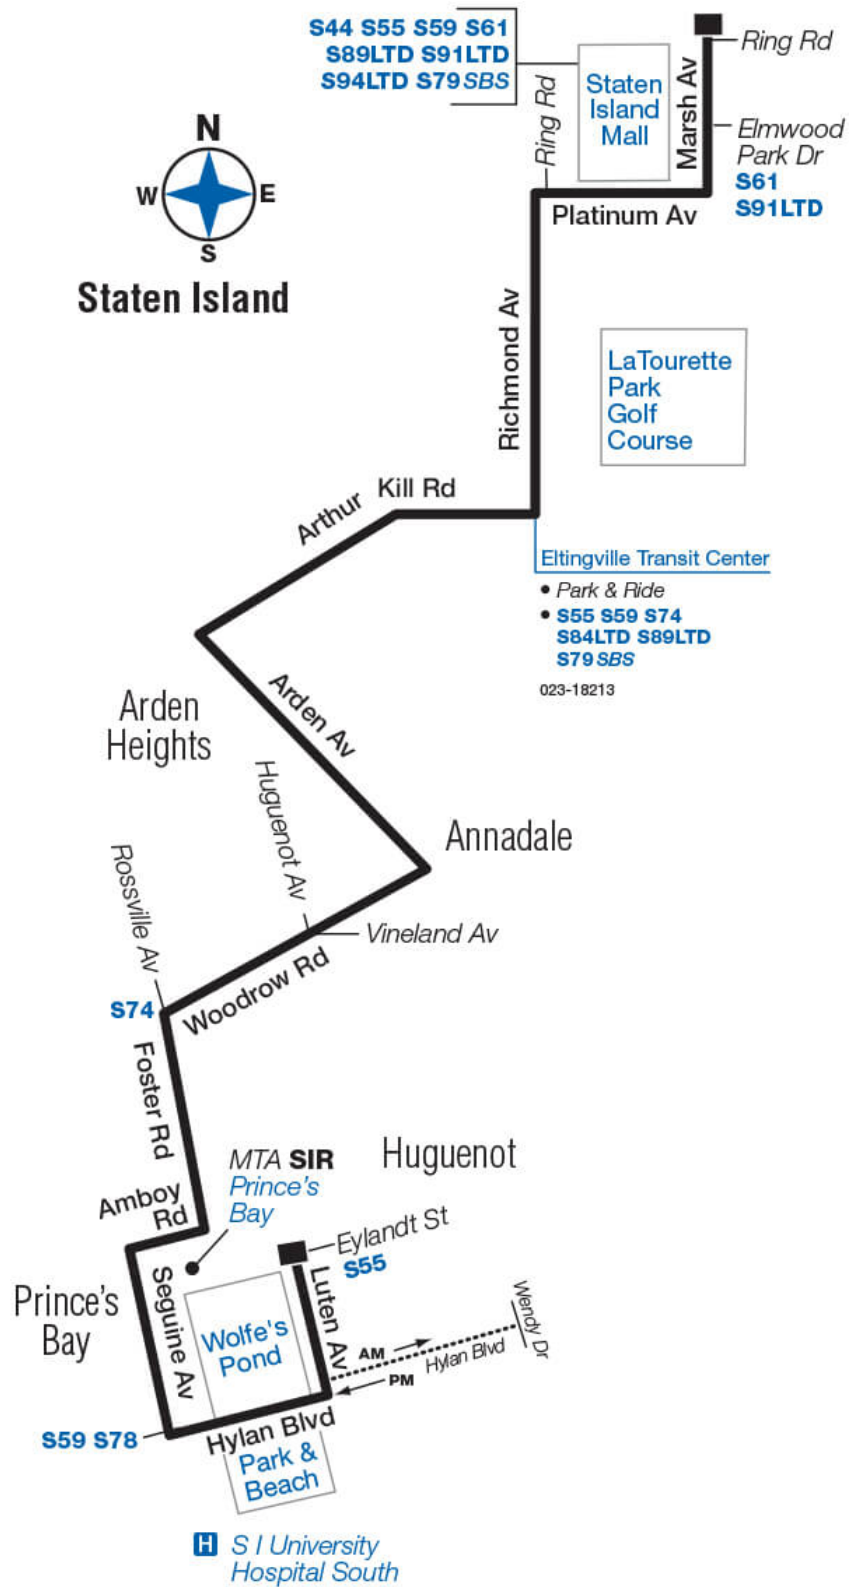 S44 S55 S59 S61
S89LTD S91LTD
S94LTD S79SBS
Ring Rd
Staten
Island
Mall
Marsh Av
Ring Rd
Elmwood
Park Dr
S61
S91LTD
Platinum Av
N
W
E
S
Staten Island
Richmond Av
LaTourette
Park
Golf
Course
Arthur Kill Rd
Eltingville Transit Center
• Park & Ride
• S55 S59 S74
S84LTD S89LTD
S79SBS
023-18213
Arden
Heights
Arden Av
Huguenot Av
Annadale
Rossville Av
Vineland Av
S74
Woodrow Rd
Foster Rd
MTA SIR
Prince's
Bay
Huguenot
Amboy
Rd
Eylandt St
S55
Prince's
Bay
Seguine Av
Wolfe's
Pond
Luten Av
AM
Hylan Blvd
Wendy Dr
PM
S59 S78
Hylan Blvd
Park &
Beach
H S I University
Hospital South